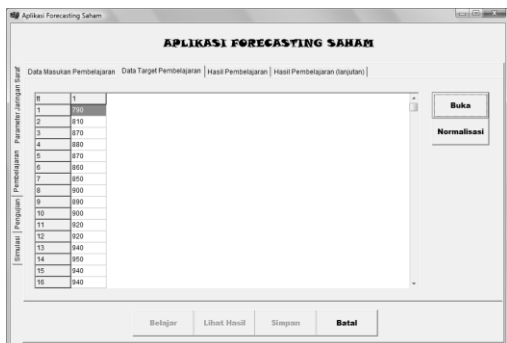 Aplikasi Forecasting Saham
APLIKASI FORECASTING SAHAM
Data Masukan Pembelajaran Data Target Pembelajaran Hasil Pembelajaran Hasil Pembelajaran (lanjutan)
Parameter Jaringan Saraf
Pembelajaran
Pengujian
Simulasi
tl 1
1 790
2 810
3 870
4 880
5 870
6 860
7 850
8 900
9 890
10 900
11 920
12 920
13 940
14 950
15 940
16 940
Buka
Normalisasi
Belajar Lihat Hasil Simpan Batal